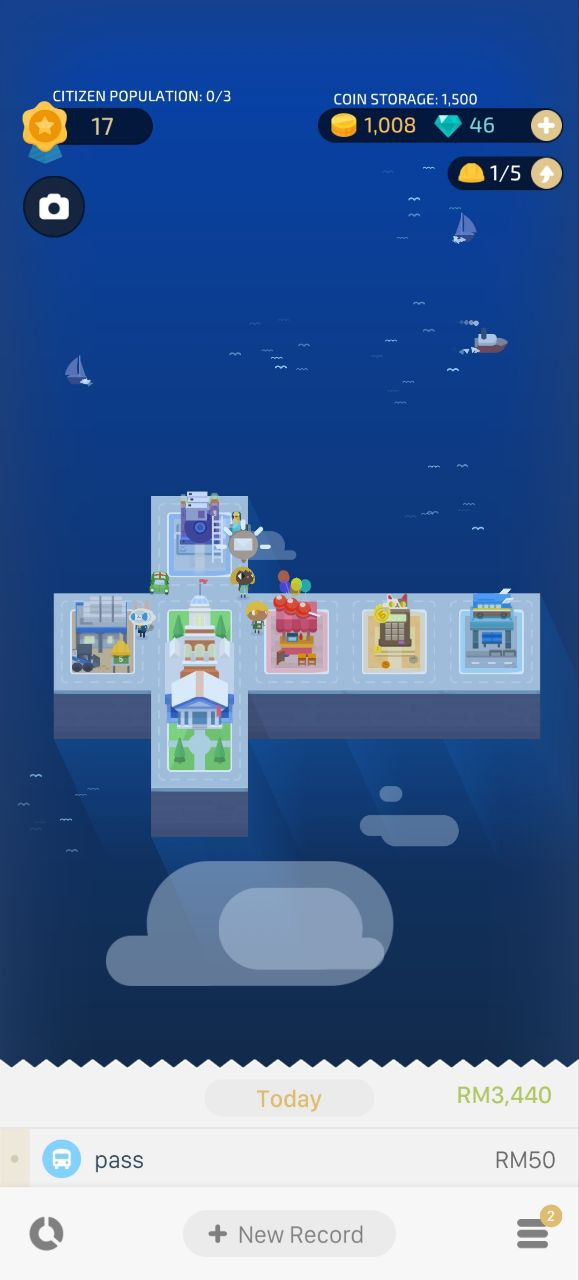 CITIZEN POPULATION: 0/3
COIN STORAGE: 1,500
17
1,008
46
1/5
Today
RM3,440
pass
RM50
New Record
2